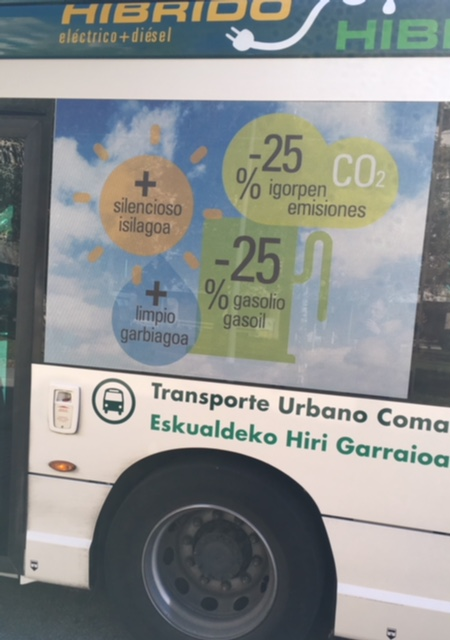 HÍBRIDO
eléctrico+diésel
HIB
+
silencioso
isilagoa
-25
% igorpen
emisiones
CO2
-25
% gasolio
gasoil
+
limpio
garbiagoa
Transporte Urbano Coma
Eskualdeko Hiri Garraioa